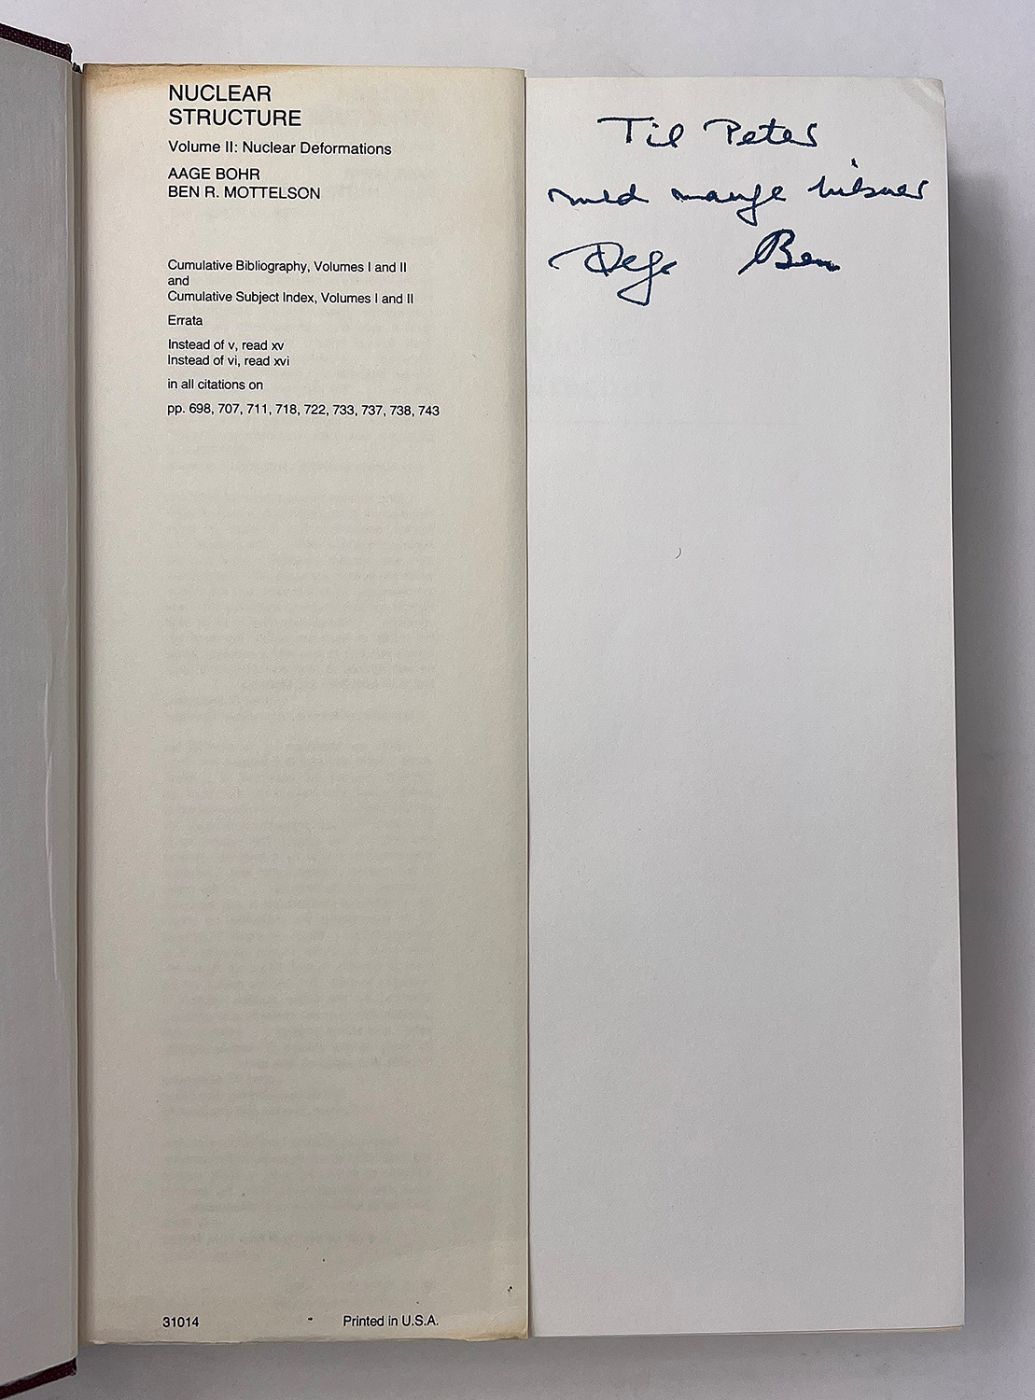 NUCLEAR
STRUCTURE
Volume II: Nuclear Deformations
AAGE BOHR
BEN R. MOTTELSON
Cumulative Bibliography, Volumes I and II
and
Cumulative Subject Index, Volumes I and II
Errata
Instead of v, read xv
Instead of vi, read xvi
in all citations on
pp. 698, 707, 711, 718, 722, 733, 737, 738, 743
31014 Printed in U.S.A.
Til Peter
med mange hilsner
Aage Ben